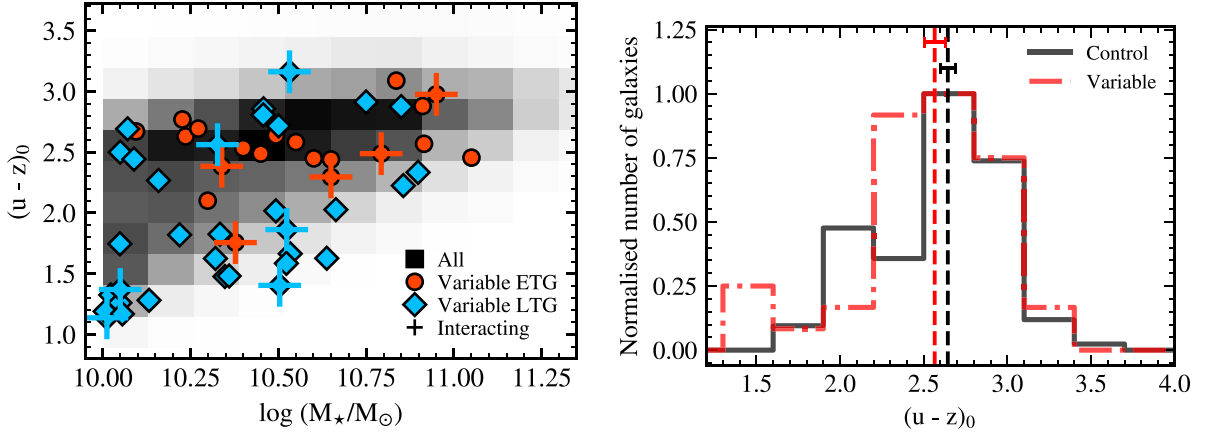 3.5
3.0
2.5
2.0
1.5
1.0
(u - z)₀
10.00 10.25 10.50 10.75 11.00 11.25
log (M⋆/M⊙)
All
Variable ETG
Variable LTG
Interacting
1.25
1.00
0.75
0.50
0.25
0.00
Normalised number of galaxies
1.5 2.0 2.5 3.0 3.5 4.0
(u - z)₀
Control
Variable